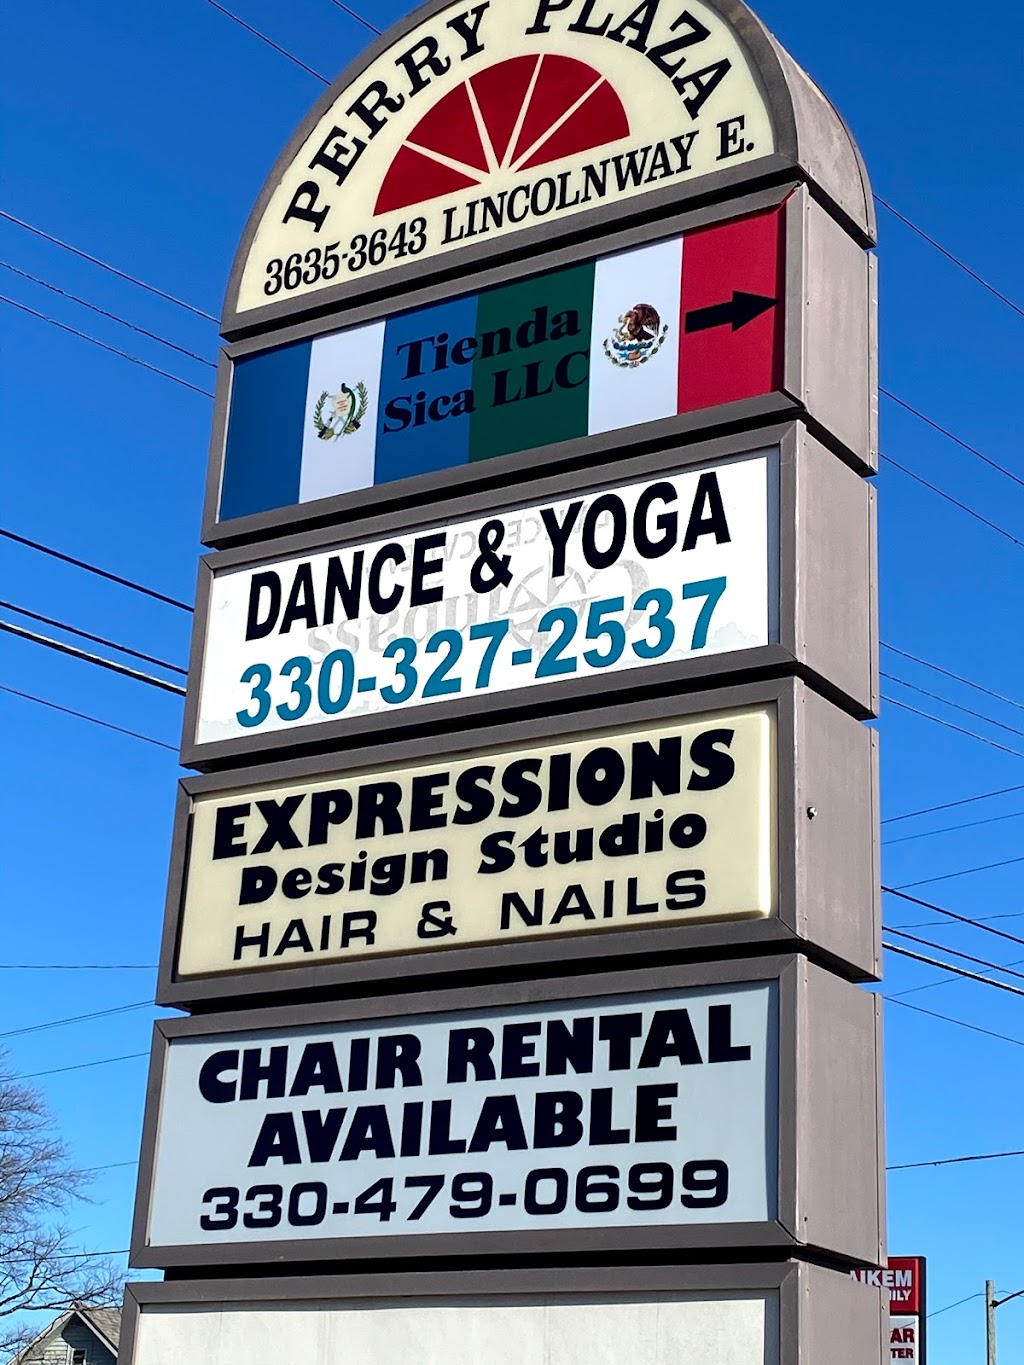 PERRY PLAZA
3635-3643 LINCOLNWAY E.
Tienda
Sica LLC
DANCE & YOGA
330-327-2537
EXPRESSIONS
Design Studio
HAIR & NAILS
CHAIR RENTAL
AVAILABLE
330-479-0699